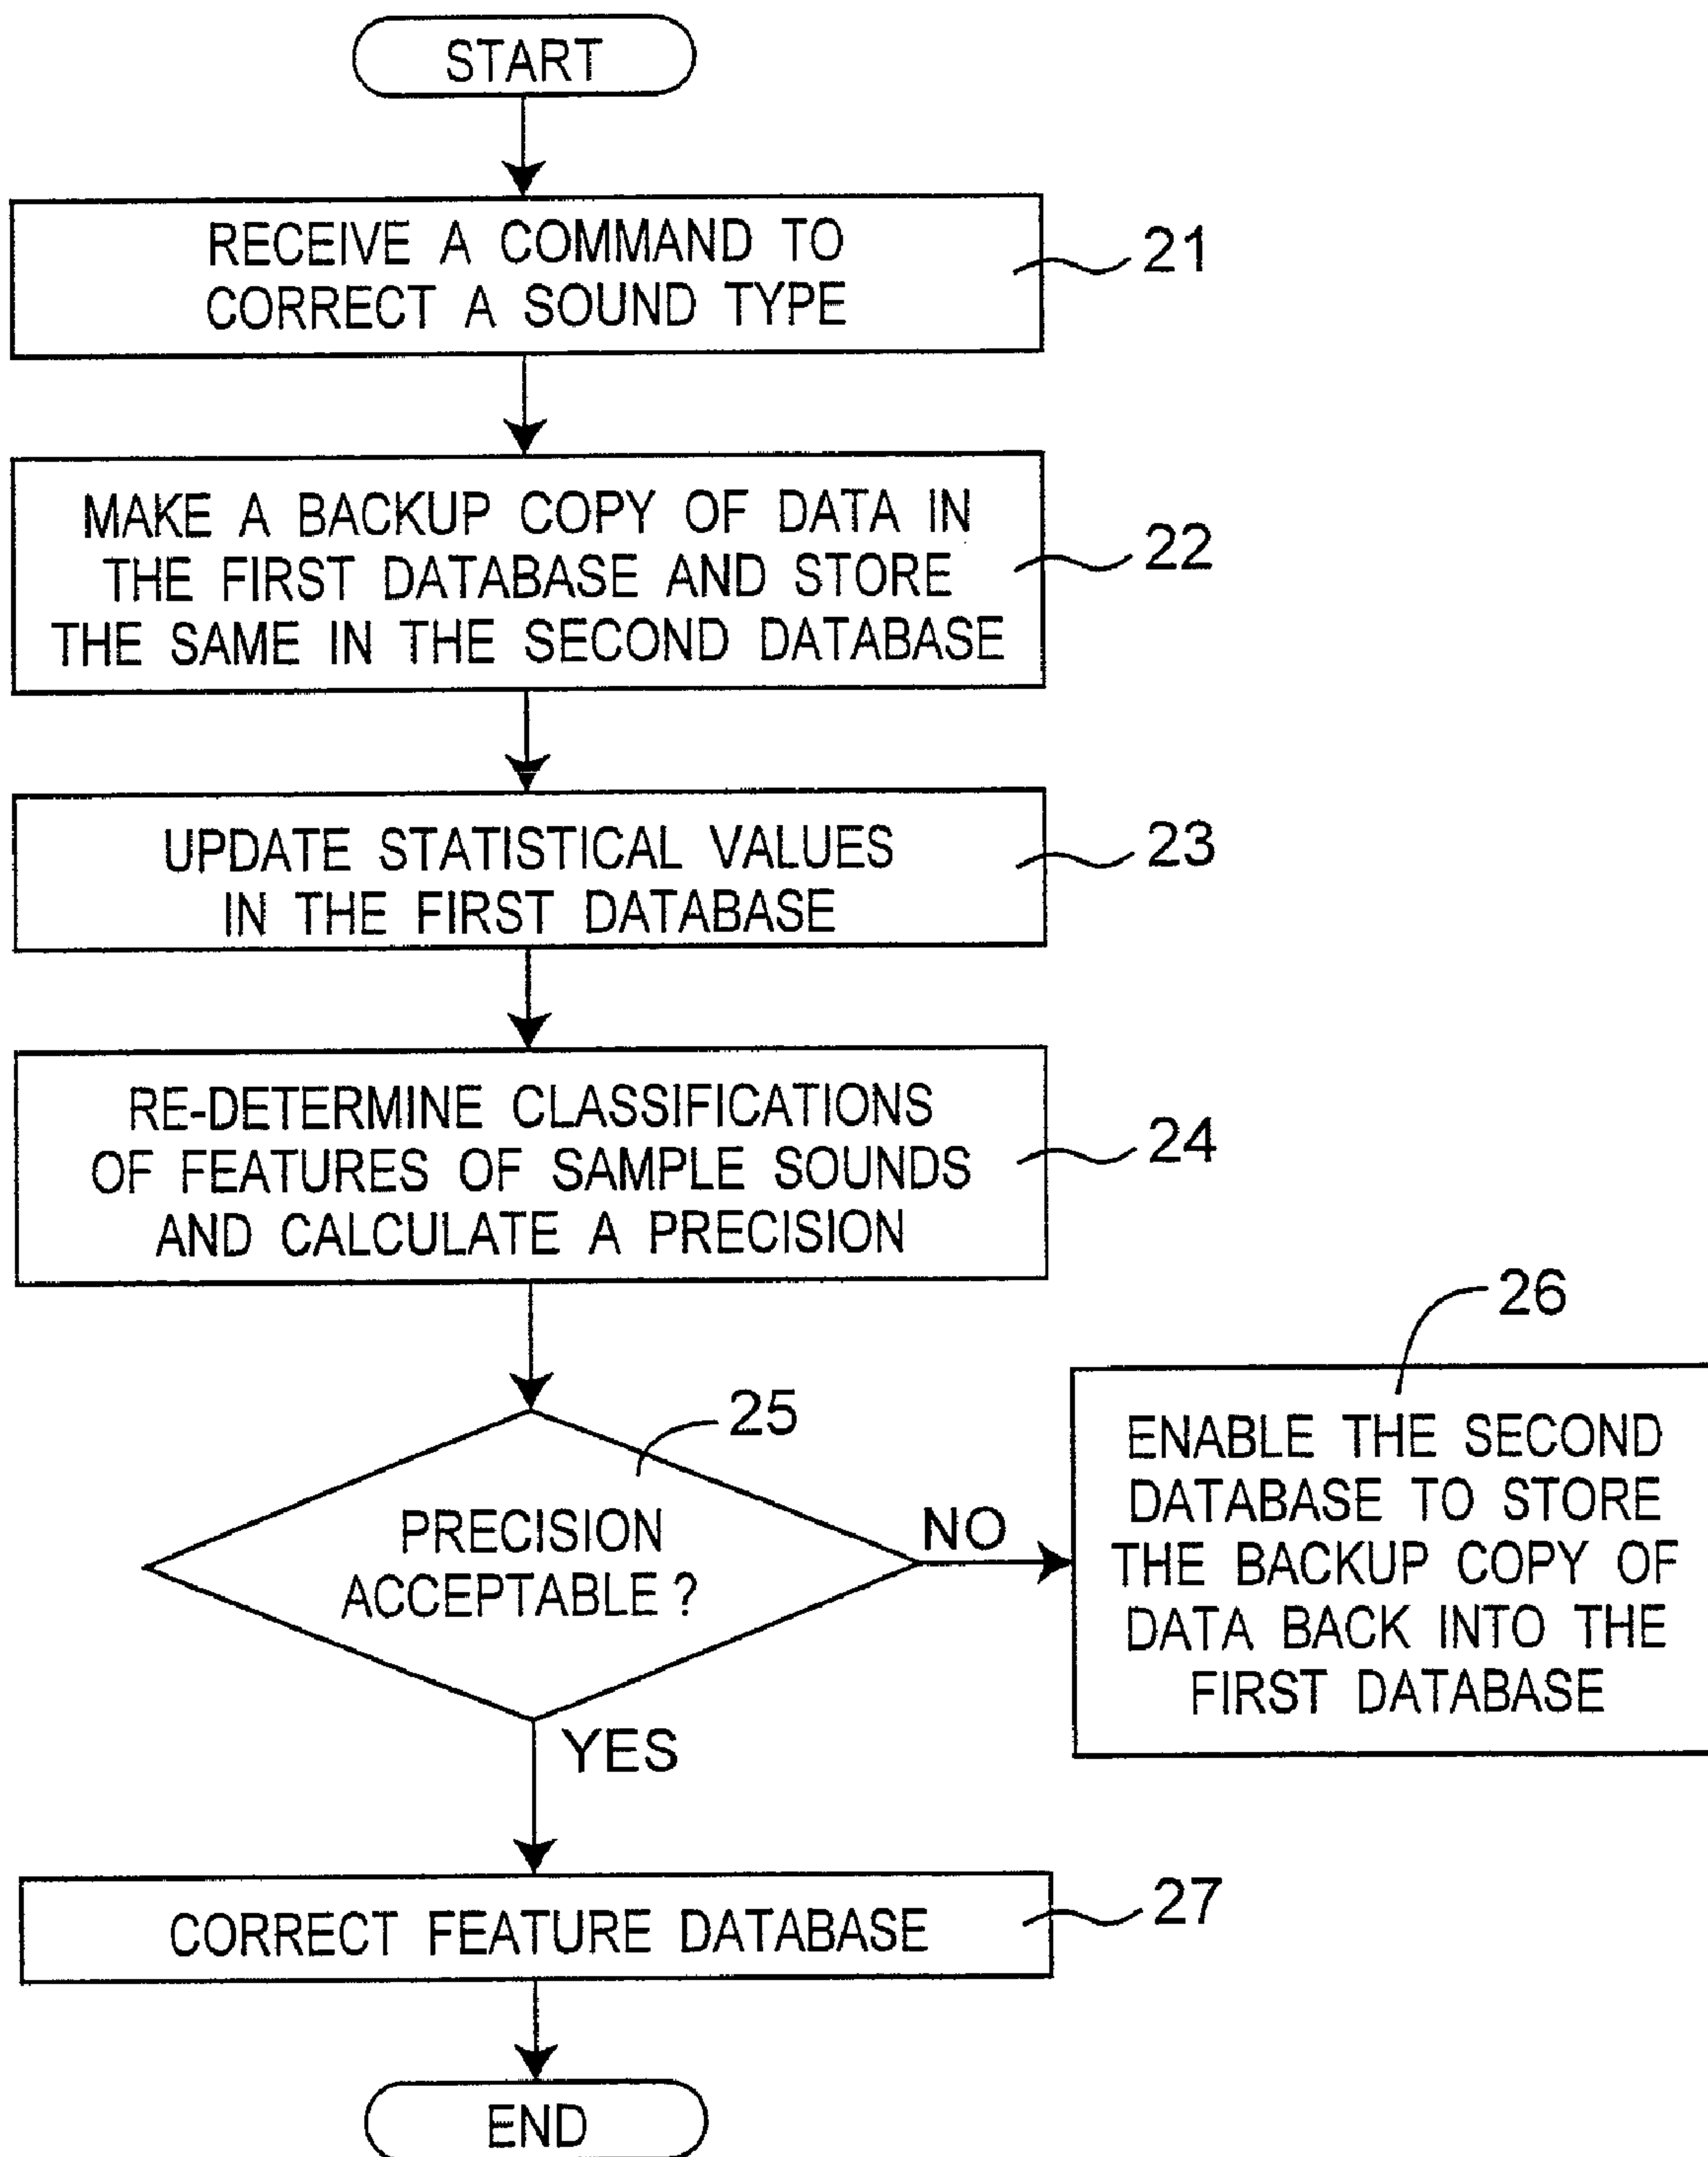 START
RECEIVE A COMMAND TO
CORRECT A SOUND TYPE
21
MAKE A BACKUP COPY OF DATA IN
THE FIRST DATABASE AND STORE
THE SAME IN THE SECOND DATABASE
22
UPDATE STATISTICAL VALUES
IN THE FIRST DATABASE
23
RE-DETERMINE CLASSIFICATIONS
OF FEATURES OF SAMPLE SOUNDS
AND CALCULATE A PRECISION
24
PRECISION
ACCEPTABLE?
25
NO
26
ENABLE THE SECOND
DATABASE TO STORE
THE BACKUP COPY OF
DATA BACK INTO THE
FIRST DATABASE
YES
CORRECT FEATURE DATABASE
27
END